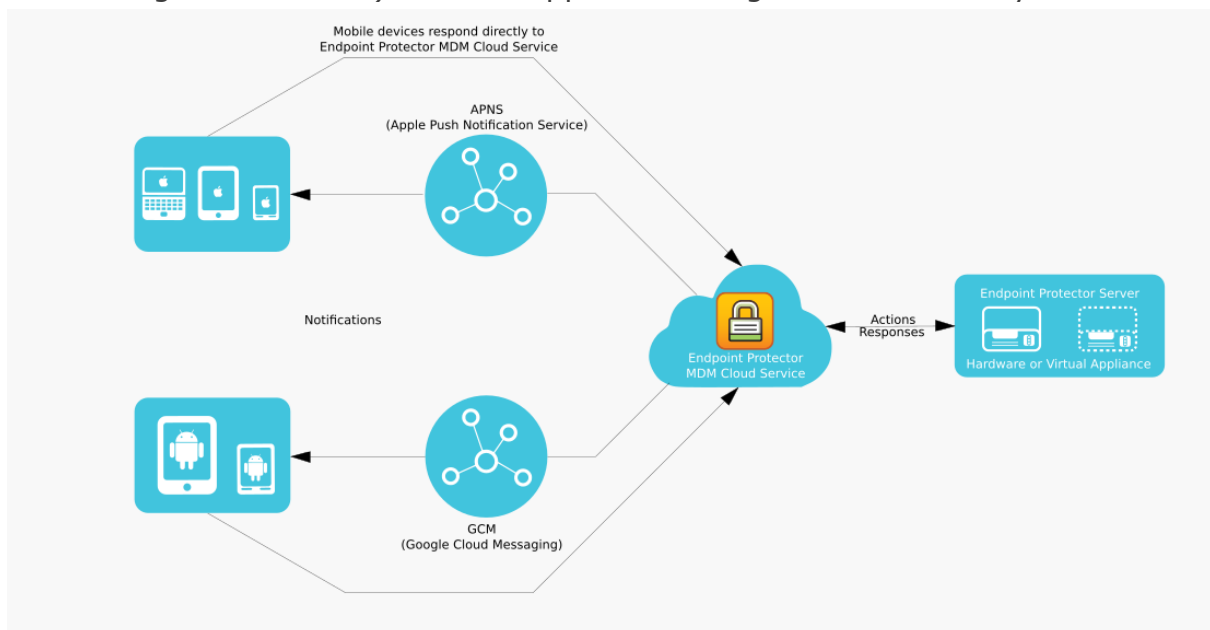 Mobile devices respond directly to
Endpoint Protector MDM Cloud Service
APNS
(Apple Push Notification Service)
Notifications
Endpoint Protector
MDM Cloud Service
Actions
Responses
Endpoint Protector Server
Hardware or Virtual Appliance
GCM
(Google Cloud Messaging)